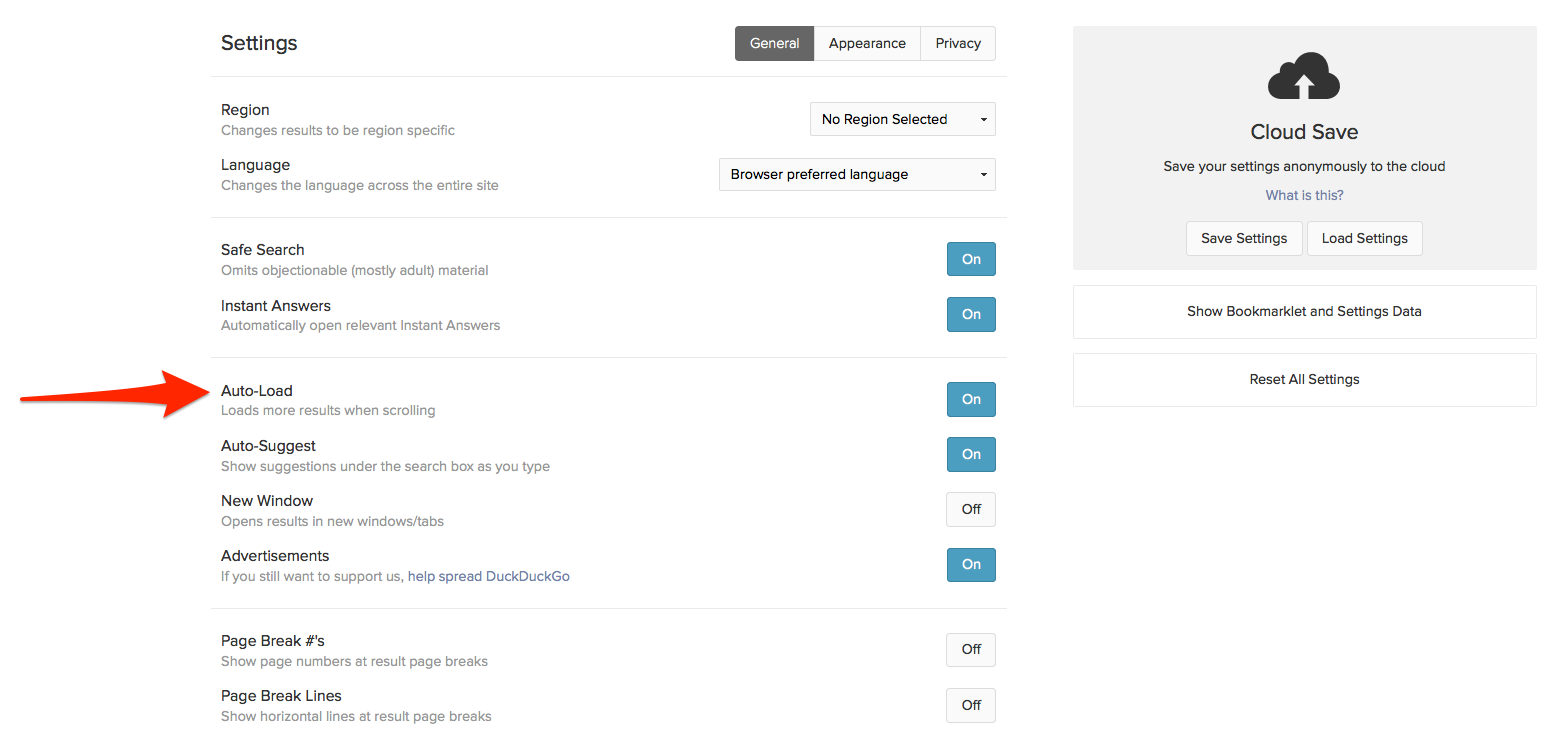 Settings
General
Appearance
Privacy
Region
Changes results to be region specific
No Region Selected
Language
Changes the language across the entire site
Browser preferred language
Safe Search
Omits objectionable (mostly adult) material
On
Instant Answers
Automatically open relevant Instant Answers
On
Auto-Load
Loads more results when scrolling
On
Auto-Suggest
Show suggestions under the search box as you type
On
New Window
Opens results in new windows/tabs
Off
Advertisements
If you still want to support us, help spread DuckDuckGo
On
Page Break #'s
Show page numbers at result page breaks
Off
Page Break Lines
Show horizontal lines at result page breaks
Off
Cloud Save
Save your settings anonymously to the cloud
What is this?
Save Settings
Load Settings
Show Bookmarklet and Settings Data
Reset All Settings